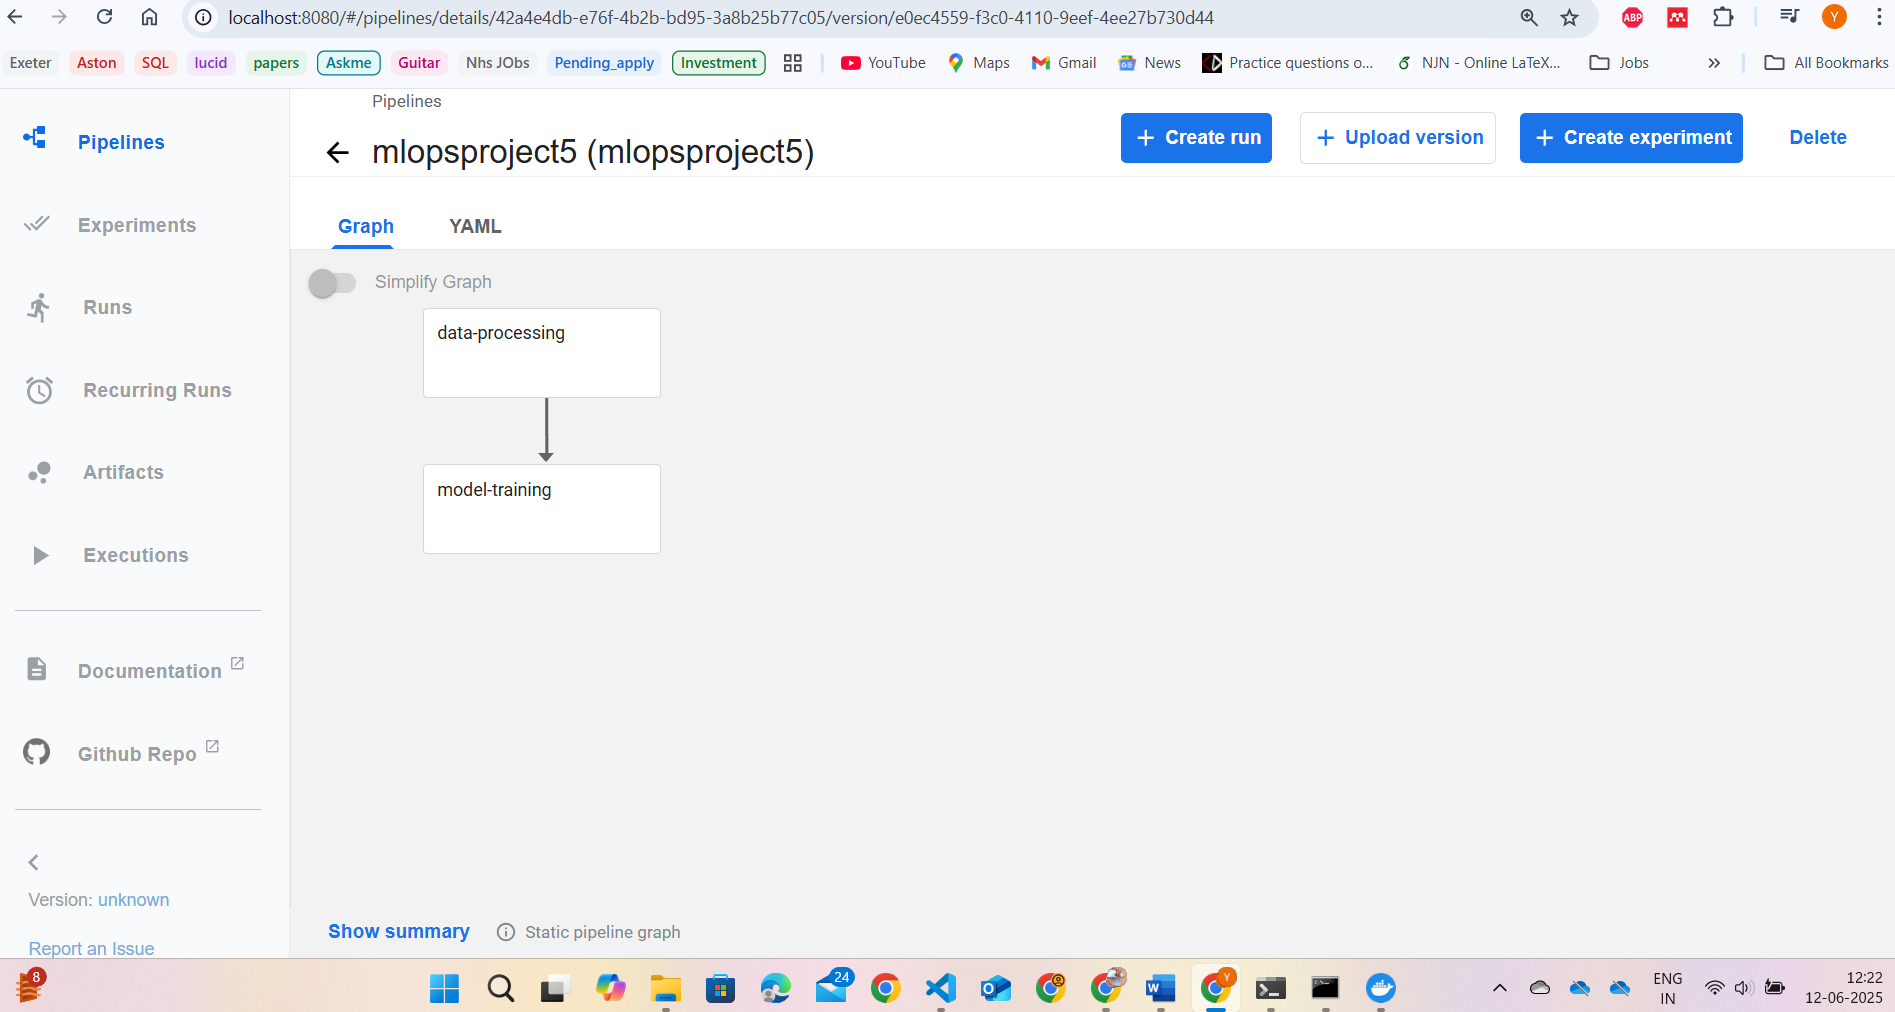 localhost:8080/#/pipelines/details/42a4e4db-e76f-4b2b-bd95-3a8b25b77c05/version/e0ec4559-f3c0-4110-9eef-4ee27b730d44
ABP
Y
Exeter Aston SQL lucid papers Askme Guitar Nhs JObs Pending_apply Investment YouTube Maps Gmail News Practice questions o... NJN - Online LaTeX... Jobs » All Bookmarks
Pipelines
Experiments
Runs
Recurring Runs
Artifacts
Executions
Documentation
Github Repo
Version: unknown
Report an Issue
Pipelines
mlopsproject5 (mlopsproject5)
+ Create run
+ Upload version
+ Create experiment
Delete
Graph YAML
Simplify Graph
data-processing
model-training
Show summary
Static pipeline graph
8
24
Y
ENG
IN
12:22
12-06-2025